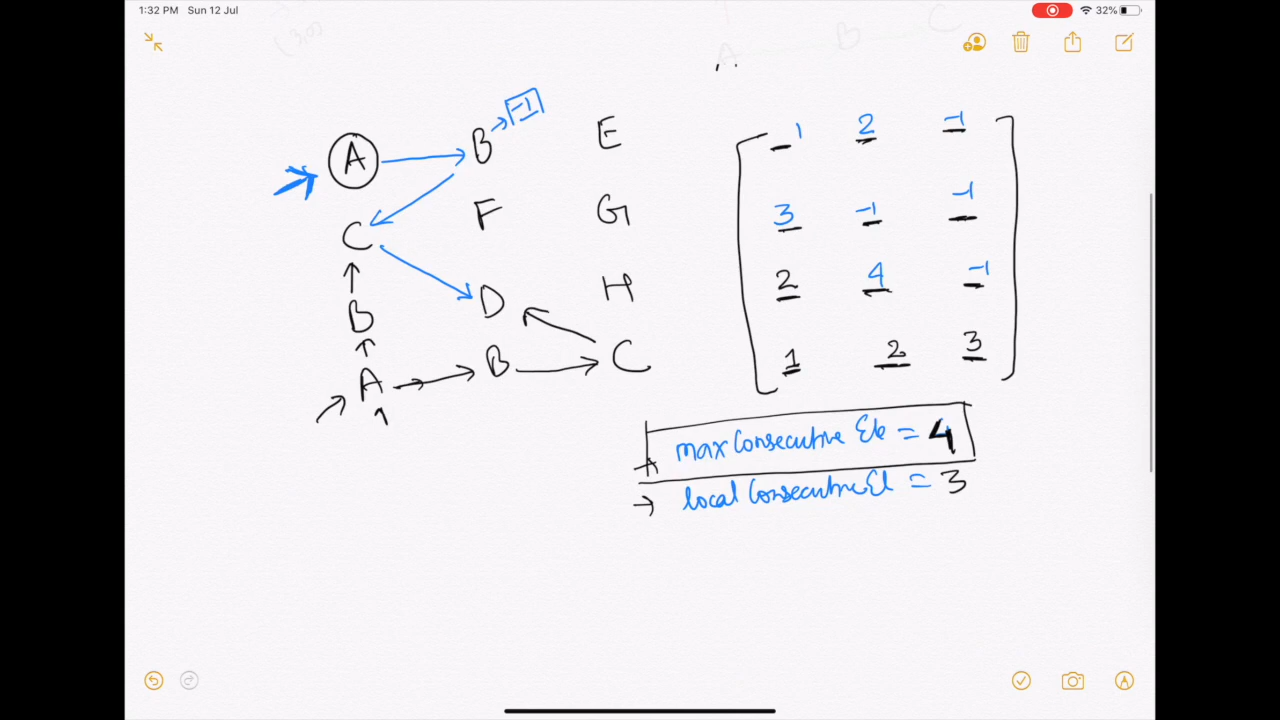 1:32 PM Sun 12 Jul
32%
(30)
A B C
A B -1 E
C F G
B D H
A B C
1 2 -1
3 -1 -1
2 4 -1
1 2 3
max Consecutive Ele = 4
local Consecutive El = 3